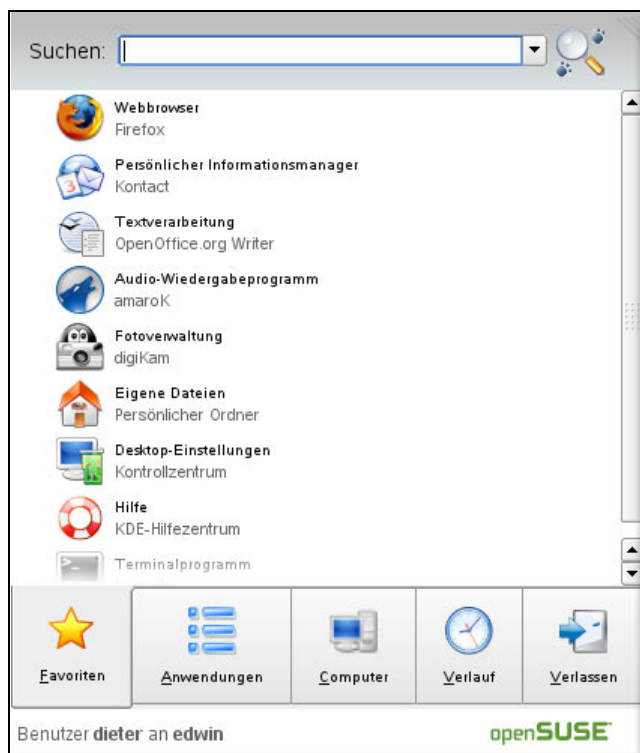 Suchen:
Webbrowser
Firefox
Persönlicher Informationsmanager
Kontact
Textverarbeitung
OpenOffice.org Writer
Audio-Wiedergabeprogramm
amaroK
Fotoverwaltung
digiKam
Eigene Dateien
Persönlicher Ordner
Desktop-Einstellungen
Kontrollzentrum
Hilfe
KDE-Hilfezentrum
Terminalprogramm
Favoriten Anwendungen Computer Verlauf Verlassen
Benutzer dieter an edwin openSUSE